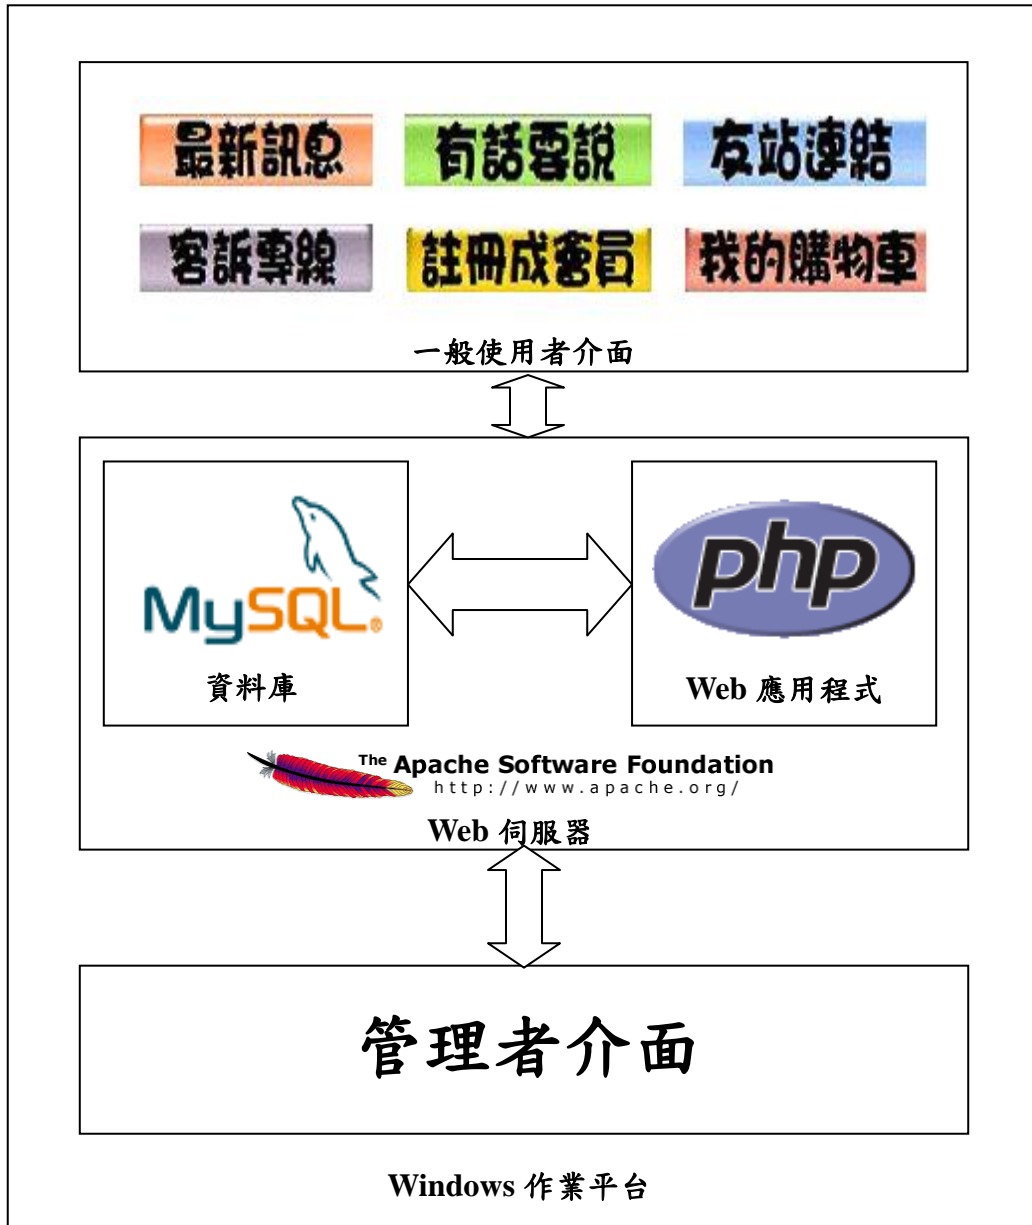 最新訊息 有話要說 友站連結
客訴專線 註冊成會員 我的購物車
一般使用者介面
MySQL® php
資料庫 Web 應用程式
The Apache Software Foundation
http://www.apache.org/
Web 伺服器
管理者介面
Windows 作業平台